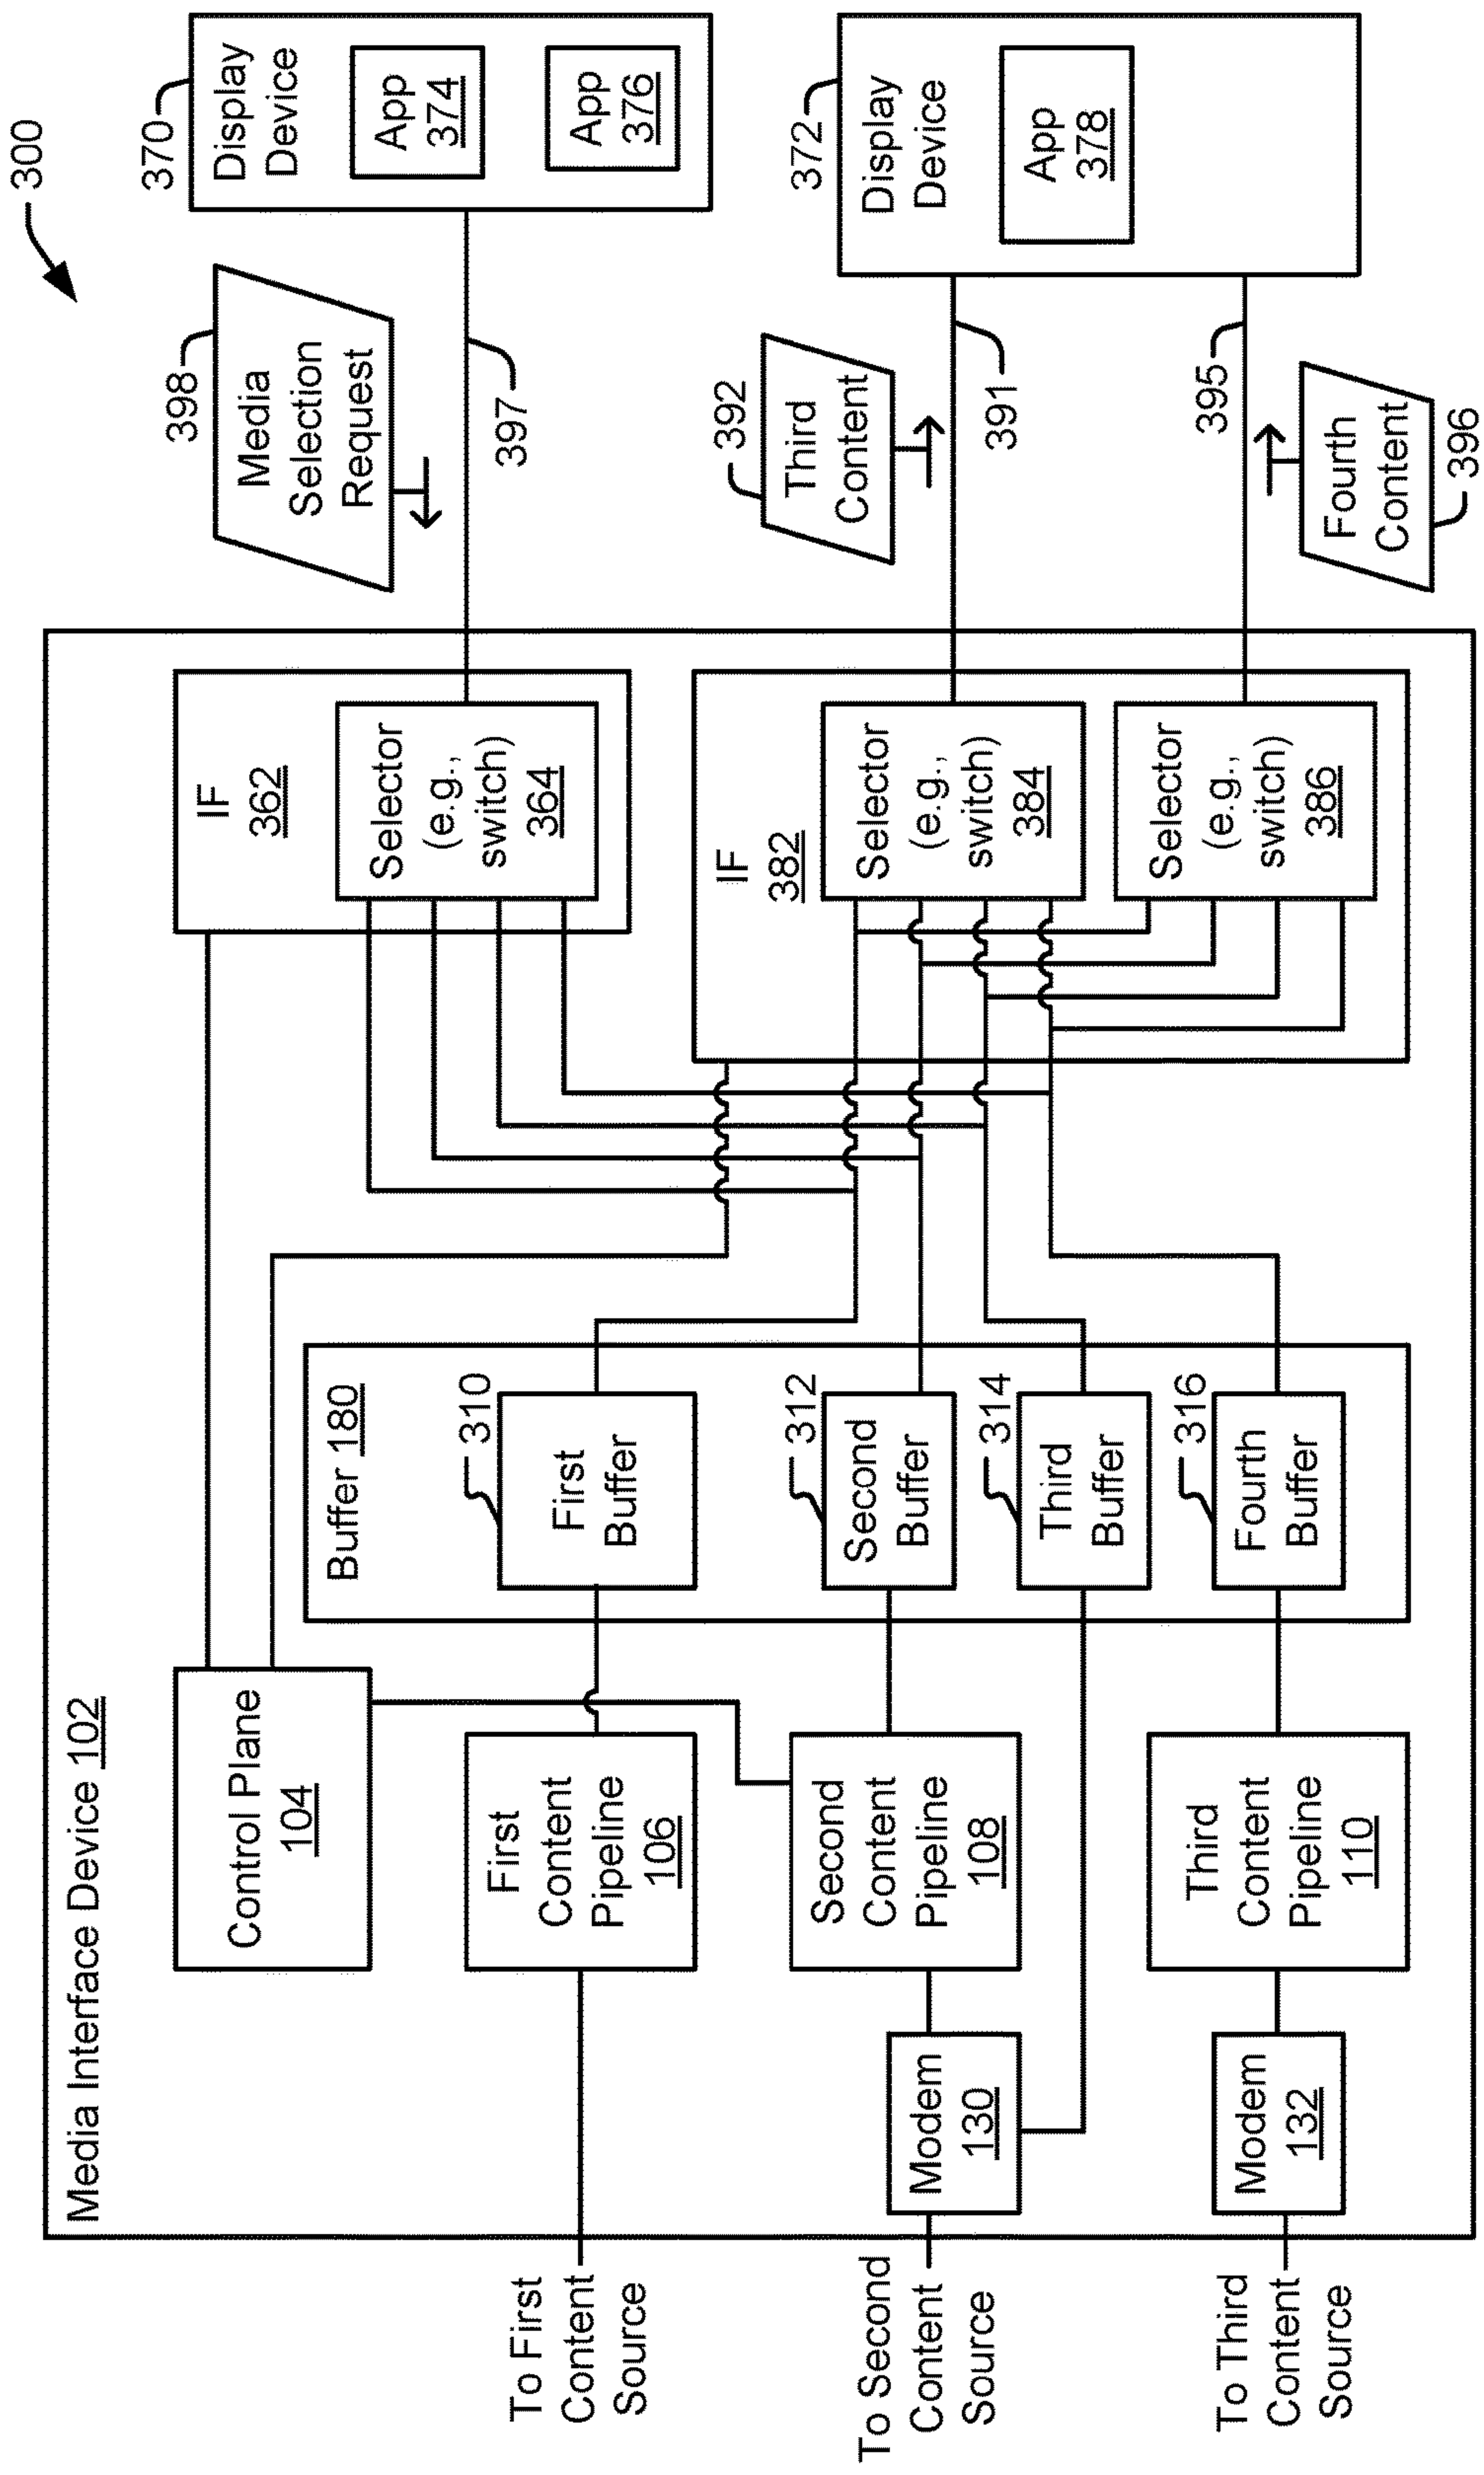 300
Media Interface Device 102
Control Plane
104
To First
Content
Source
First
Content
Pipeline
106
To Second
Content
Source
Modem
130
Second
Content
Pipeline
108
To Third
Content
Source
Modem
132
Third
Content
Pipeline
110
Buffer 180
310
First
Buffer
312
Second
Buffer
314
Third
Buffer
316
Fourth
Buffer
IF
362
Selector
(e.g.,
switch)
364
IF
382
Selector
(e.g.,
switch)
384
Selector
(e.g.,
switch)
386
398
Media
Selection
Request
397
392
Third
Content
391
395
Fourth
Content
396
370
Display
Device
App
374
App
376
372
Display
Device
App
378